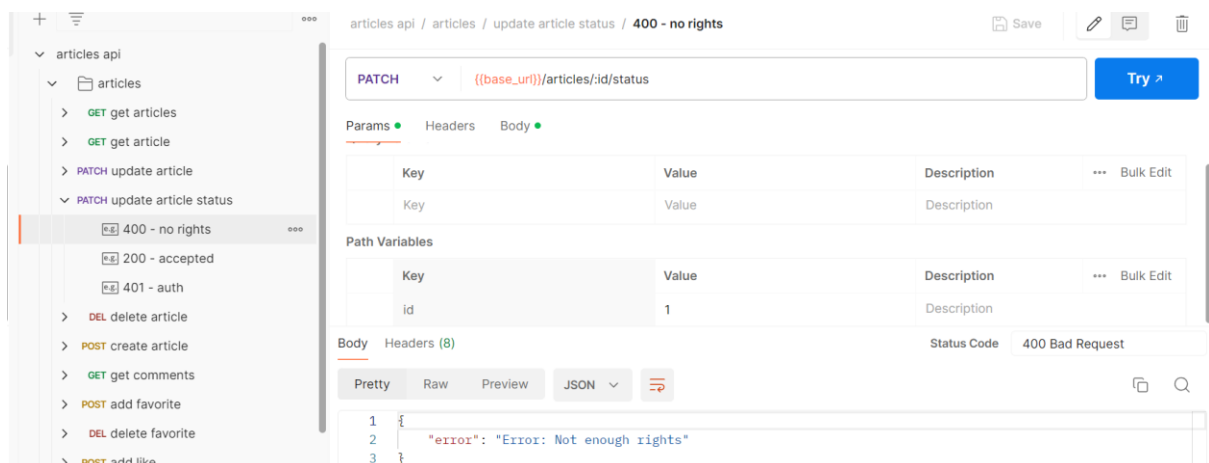 articles api / articles / update article status / 400 - no rights
Save
articles api
articles
GET get articles
GET get article
PATCH update article
PATCH update article status
e.g. 400 - no rights
e.g. 200 - accepted
e.g. 401 - auth
DEL delete article
POST create article
GET get comments
POST add favorite
DEL delete favorite
POST add like
PATCH {{base_url}}/articles/:id/status Try
Params Headers Body
Key Value Description Bulk Edit
Key Value Description
Path Variables
Key Value Description Bulk Edit
id 1 Description
Body Headers (8) Status Code 400 Bad Request
Pretty Raw Preview JSON
1 {
2 "error": "Error: Not enough rights"
3 }